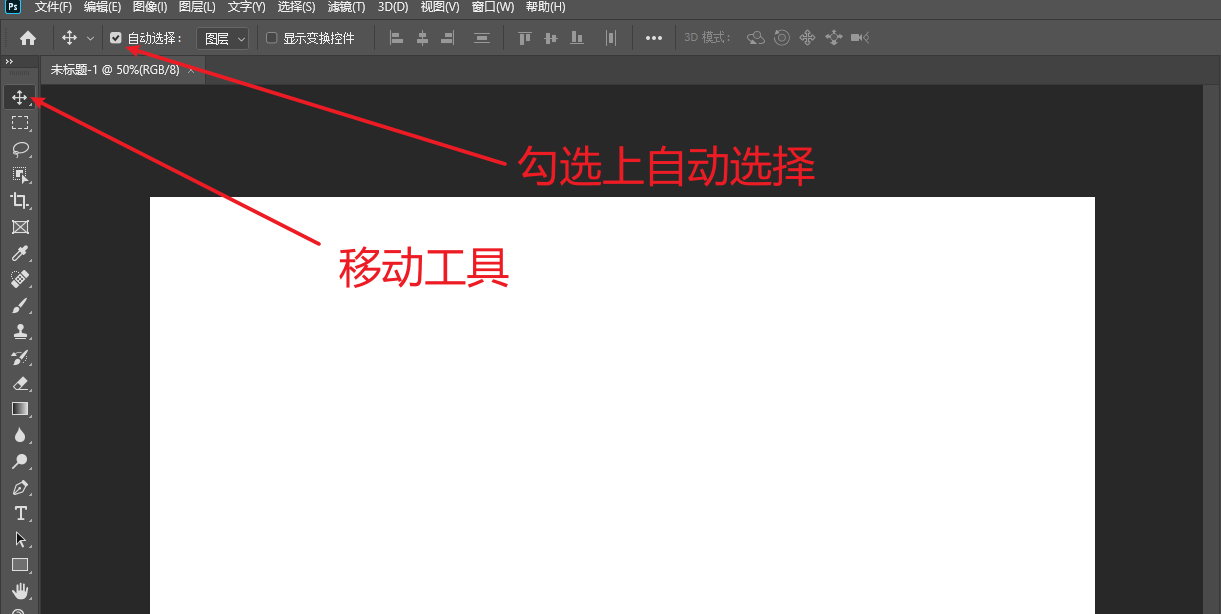 Ps 文件(F) 编辑(E) 图像(I) 图层(L) 文字(Y) 选择(S) 滤镜(T) 3D(D) 视图(V) 窗口(W) 帮助(H)
自动选择： 图层 显示变换控件 3D 模式：
未标题-1 @ 50%(RGB/8) ×
勾选上自动选择
移动工具